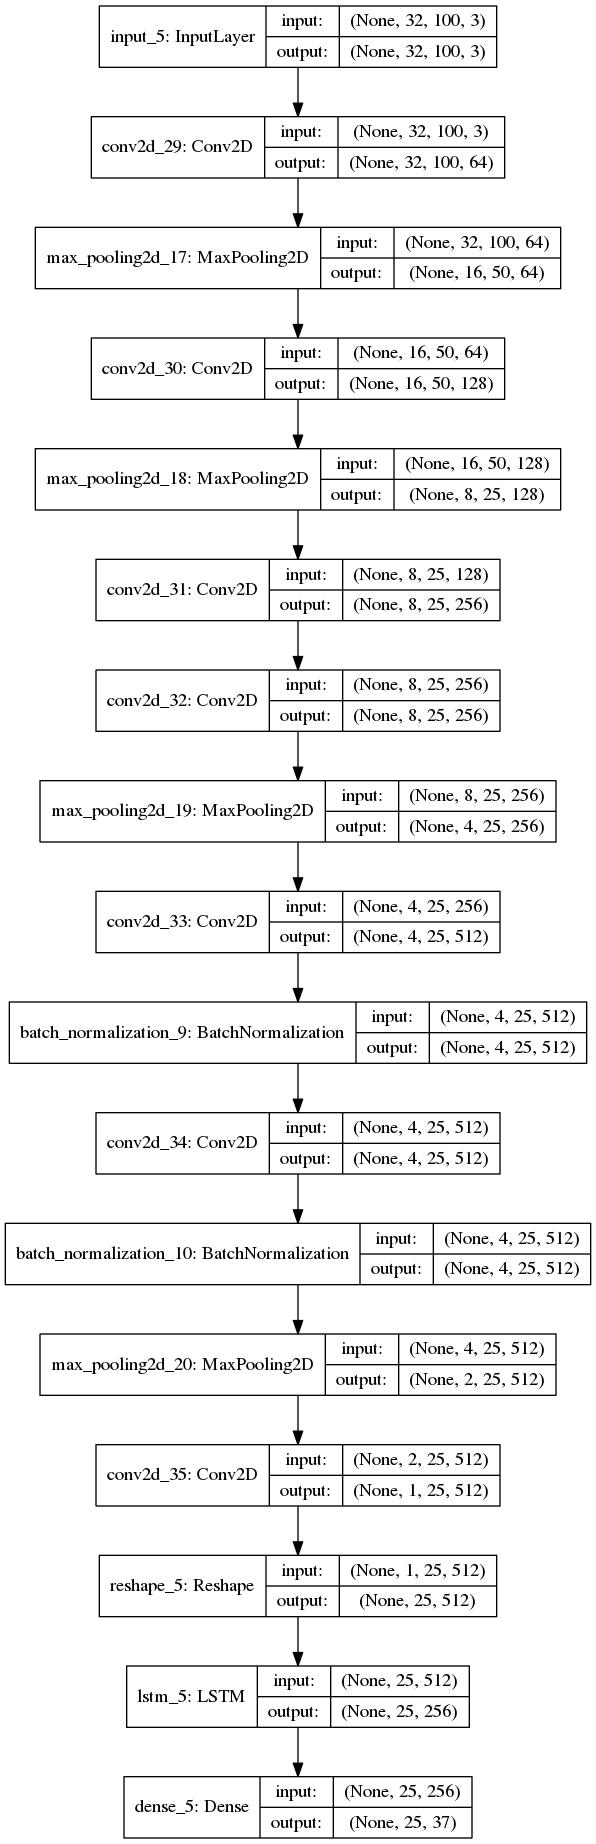 input_5: InputLayer
input: (None, 32, 100, 3)
output: (None, 32, 100, 3)
conv2d_29: Conv2D
input: (None, 32, 100, 3)
output: (None, 32, 100, 64)
max_pooling2d_17: MaxPooling2D
input: (None, 32, 100, 64)
output: (None, 16, 50, 64)
conv2d_30: Conv2D
input: (None, 16, 50, 64)
output: (None, 16, 50, 128)
max_pooling2d_18: MaxPooling2D
input: (None, 16, 50, 128)
output: (None, 8, 25, 128)
conv2d_31: Conv2D
input: (None, 8, 25, 128)
output: (None, 8, 25, 256)
conv2d_32: Conv2D
input: (None, 8, 25, 256)
output: (None, 8, 25, 256)
max_pooling2d_19: MaxPooling2D
input: (None, 8, 25, 256)
output: (None, 4, 25, 256)
conv2d_33: Conv2D
input: (None, 4, 25, 256)
output: (None, 4, 25, 512)
batch_normalization_9: BatchNormalization
input: (None, 4, 25, 512)
output: (None, 4, 25, 512)
conv2d_34: Conv2D
input: (None, 4, 25, 512)
output: (None, 4, 25, 512)
batch_normalization_10: BatchNormalization
input: (None, 4, 25, 512)
output: (None, 4, 25, 512)
max_pooling2d_20: MaxPooling2D
input: (None, 4, 25, 512)
output: (None, 2, 25, 512)
conv2d_35: Conv2D
input: (None, 2, 25, 512)
output: (None, 1, 25, 512)
reshape_5: Reshape
input: (None, 1, 25, 512)
output: (None, 25, 512)
lstm_5: LSTM
input: (None, 25, 512)
output: (None, 25, 256)
dense_5: Dense
input: (None, 25, 256)
output: (None, 25, 37)